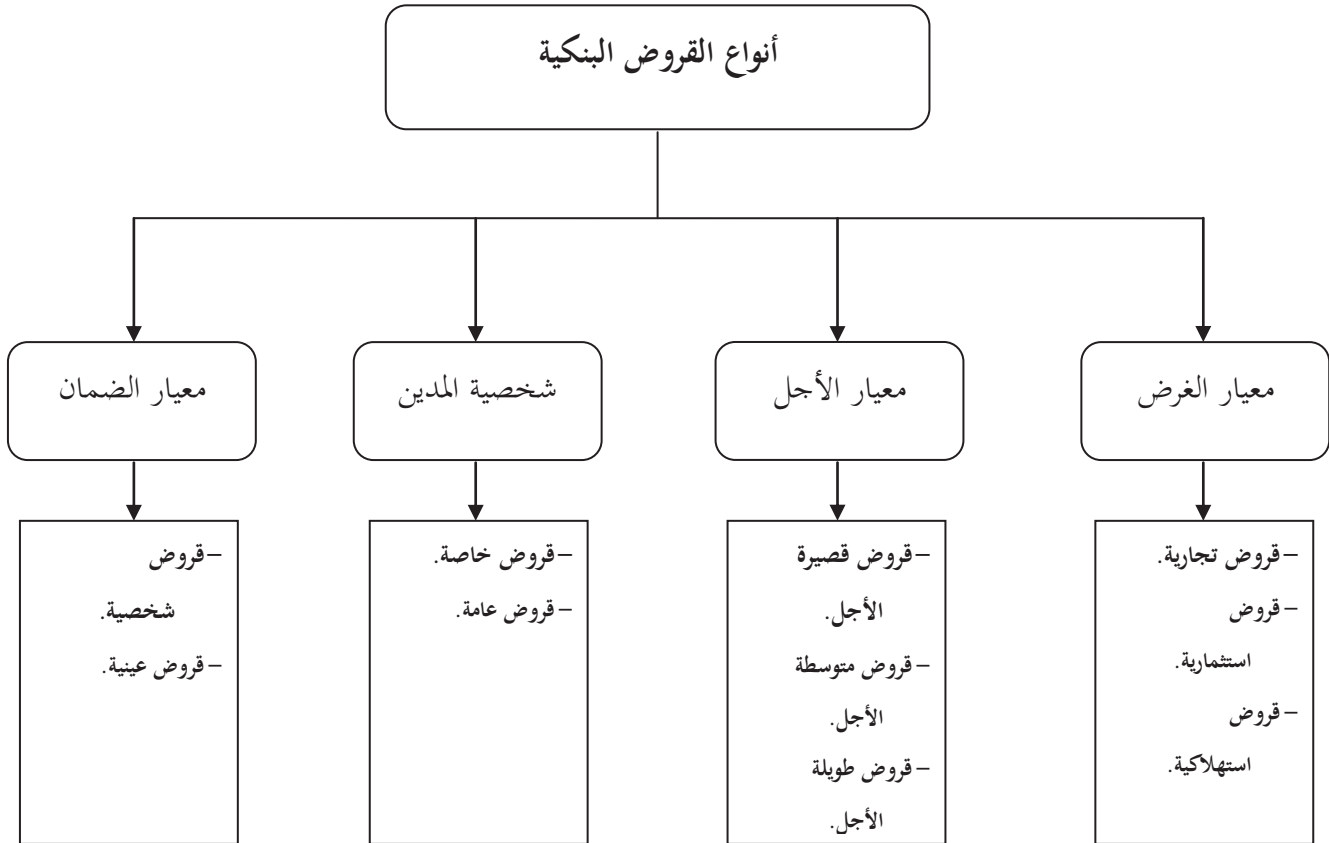 أنواع القروض البنكية
معيار الغرض
معيار الأجل
شخصية المدين
معيار الضمان
– قروض تجارية.
– قروض
استثمارية.
– قروض
استهلاكية.
– قروض قصيرة
الأجل.
– قروض متوسطة
الأجل.
– قروض طويلة
الأجل.
– قروض خاصة.
– قروض عامة.
– قروض
شخصية.
– قروض عينية.